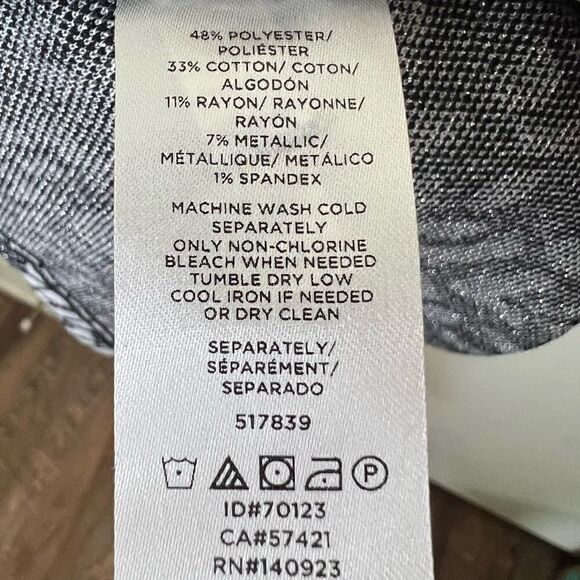 48% POLYESTER/
POLIÉSTER
33% COTTON/ COTON/
ALGODÓN
11% RAYON/ RAYONNE/
RAYÓN
7% METALLIC/
MÉTALLIQUE/ METÁLICO
1% SPANDEX
MACHINE WASH COLD
SEPARATELY
ONLY NON-CHLORINE
BLEACH WHEN NEEDED
TUMBLE DRY LOW
COOL IRON IF NEEDED
OR DRY CLEAN
SEPARATELY/
SÉPARÉMENT/
SEPARADO
517839
P
ID#70123
CA#57421
RN#140923